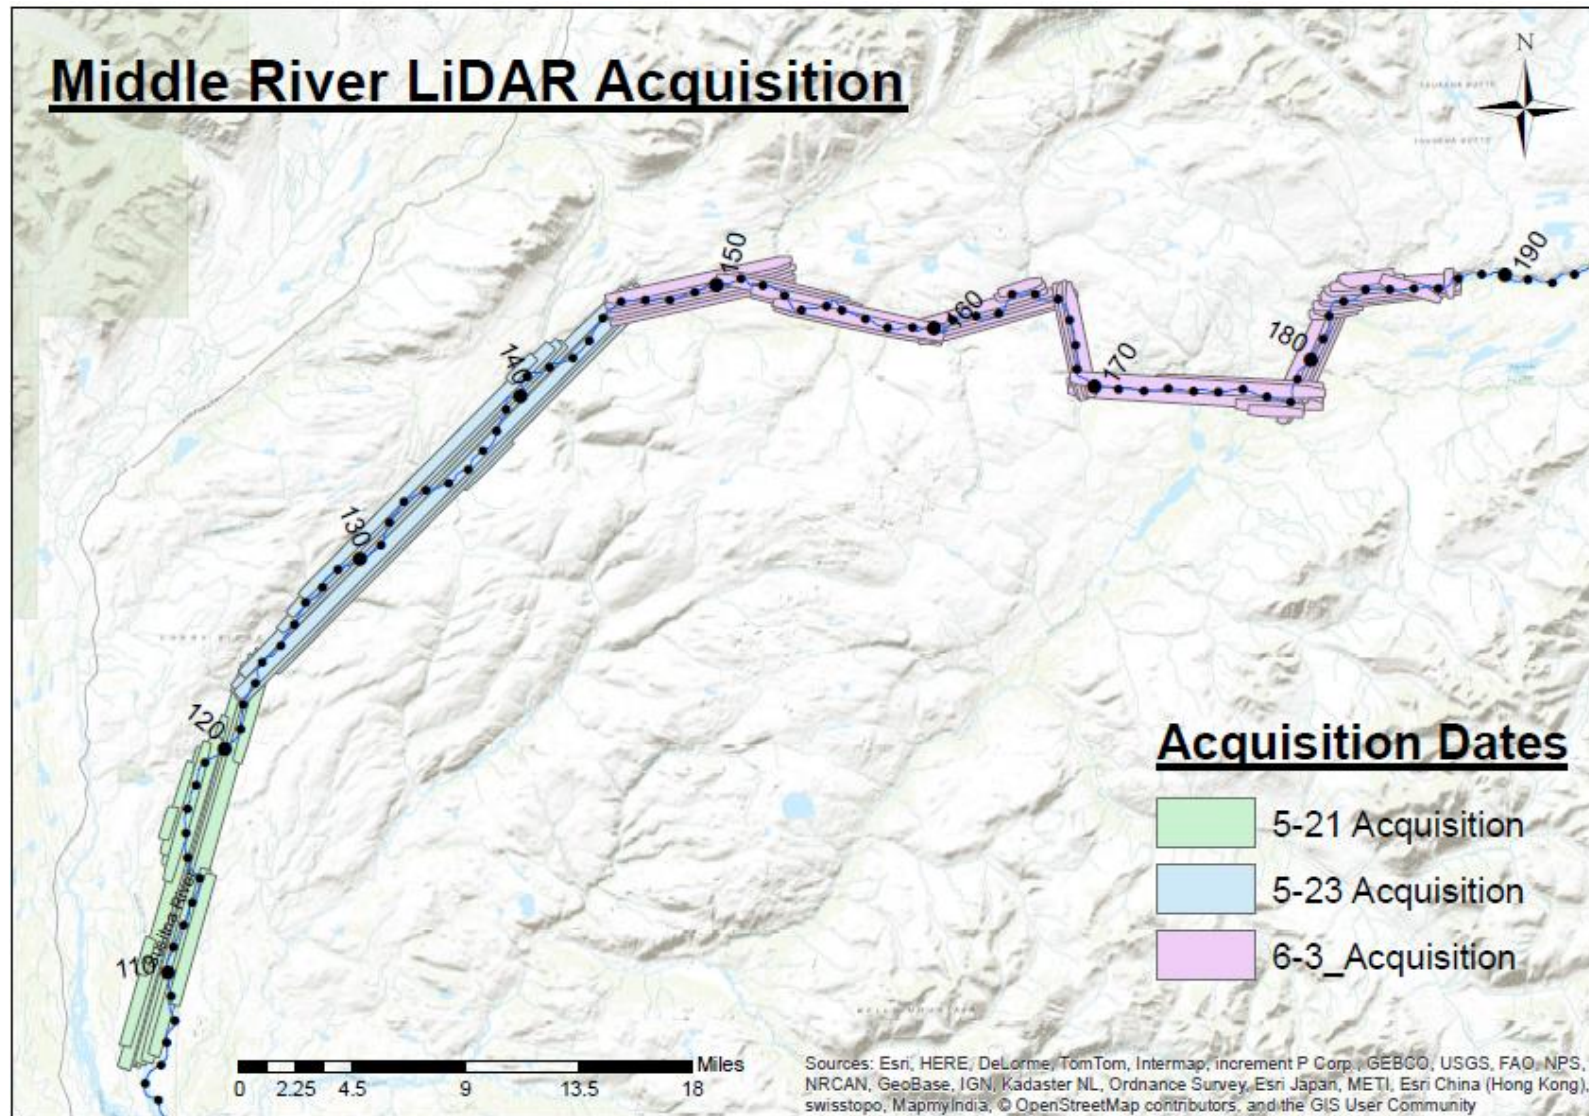 Middle River LiDAR Acquisition
N
150
190
160
140
180
170
130
120
Susitna River
110
Acquisition Dates
5-21 Acquisition
5-23 Acquisition
6-3_Acquisition
Miles
0 2.25 4.5 9 13.5 18
Sources: Esri, HERE, DeLorme, TomTom, Intermap, increment P Corp., GEBCO, USGS, FAO, NPS,
NRCAN, GeoBase, IGN, Kadaster NL, Ordnance Survey, Esri Japan, METI, Esri China (Hong Kong),
swisstopo, MapmyIndia, © OpenStreetMap contributors, and the GIS User Community